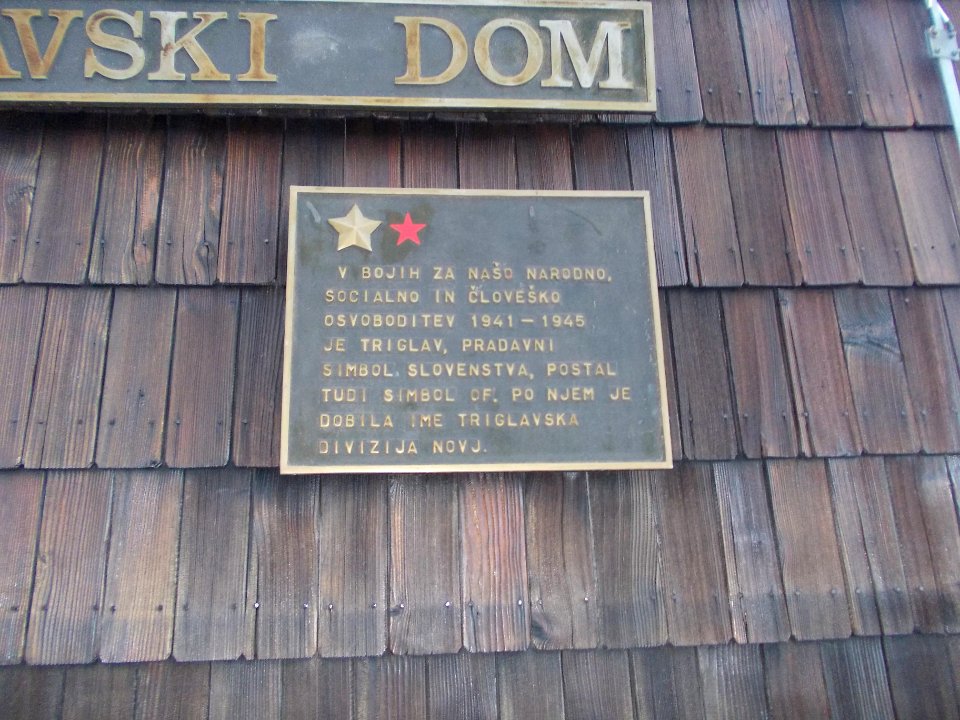 AVSKI DOM
V BOJIH ZA NAŠO NARODNO,
SOCIALNO IN ČLOVEŠKO
OSVOBODITEV 1941-1945
JE TRIGLAV, PRADAVNI
SIMBOL SLOVENSTVA, POSTAL
TUDI SIMBOL OF. PO NJEM JE
DOBILA IME TRIGLAVSKA
DIVIZIJA NOVJ.